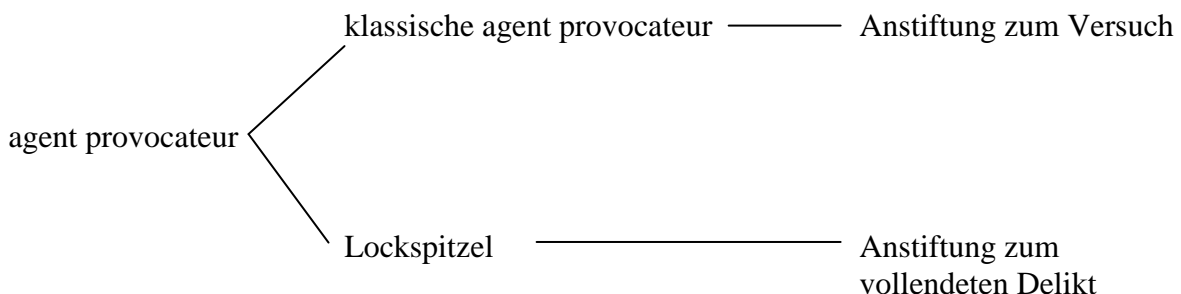 klassische agent provocateur
Anstiftung zum Versuch
agent provocateur
Lockspitzel
Anstiftung zum
vollendeten Delikt